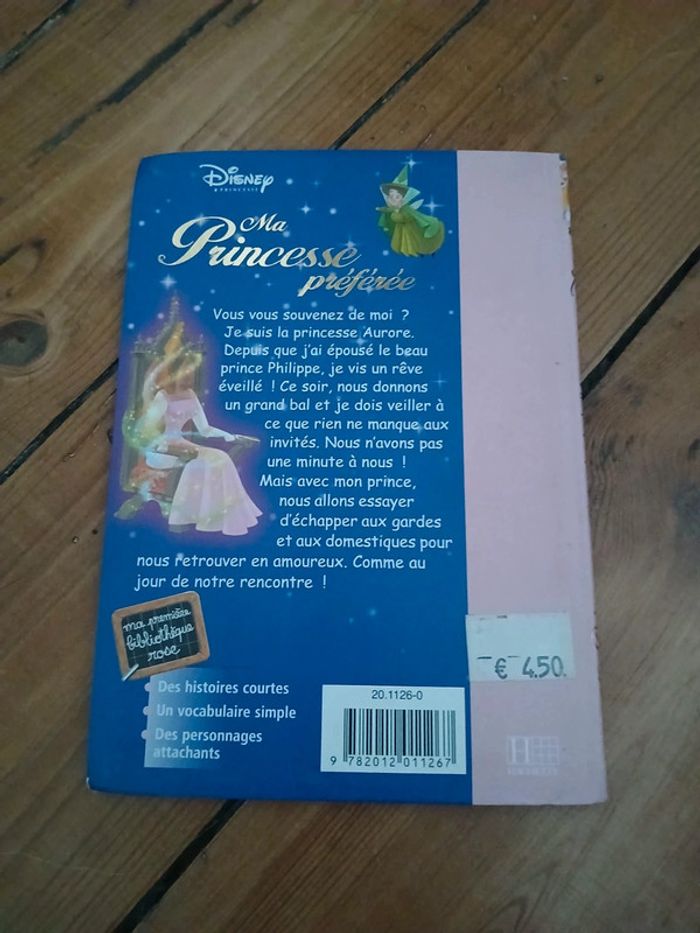 Disney
PRINCESSE
Ma
Princesse
préférée
Vous vous souvenez de moi ?
Je suis la princesse Aurore.
Depuis que j'ai épousé le beau
prince Philippe, je vis un rêve
éveillé ! Ce soir, nous donnons
un grand bal et je dois veiller à
ce que rien ne manque aux
invités. Nous n'avons pas
une minute à nous !
Mais avec mon prince,
nous allons essayer
d'échapper aux gardes
et aux domestiques pour
nous retrouver en amoureux. Comme au
jour de notre rencontre !
ma première
bibliothèque
rose
• Des histoires courtes
• Un vocabulaire simple
• Des personnages
attachants
20.1126-0
9 782012 011267
€ 4.50.
H